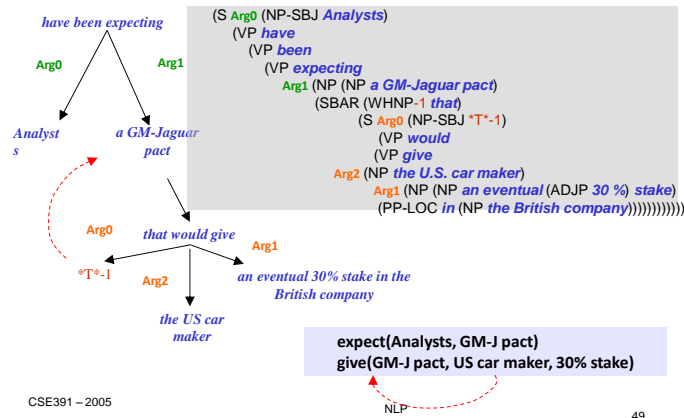 have been expecting
Arg0
Arg1
Analyst
s
a GM-Jaguar
pact
Arg0
that would give
Arg1
*T*-1
Arg2
an eventual 30% stake in the
British company
the US car
maker
(S Arg0 (NP-SBJ Analysts)
(VP have
(VP been
(VP expecting
Arg1 (NP (NP a GM-Jaguar pact)
(SBAR (WHNP-1 that)
(S Arg0 (NP-SBJ *T*-1)
(VP would
(VP give
Arg2 (NP the U.S. car maker)
Arg1 (NP (NP an eventual (ADJP 30 %) stake)
(PP-LOC in (NP the British company))))))))))))
expect(Analysts, GM-J pact)
give(GM-J pact, US car maker, 30% stake)
CSE391 – 2005
NLP
49